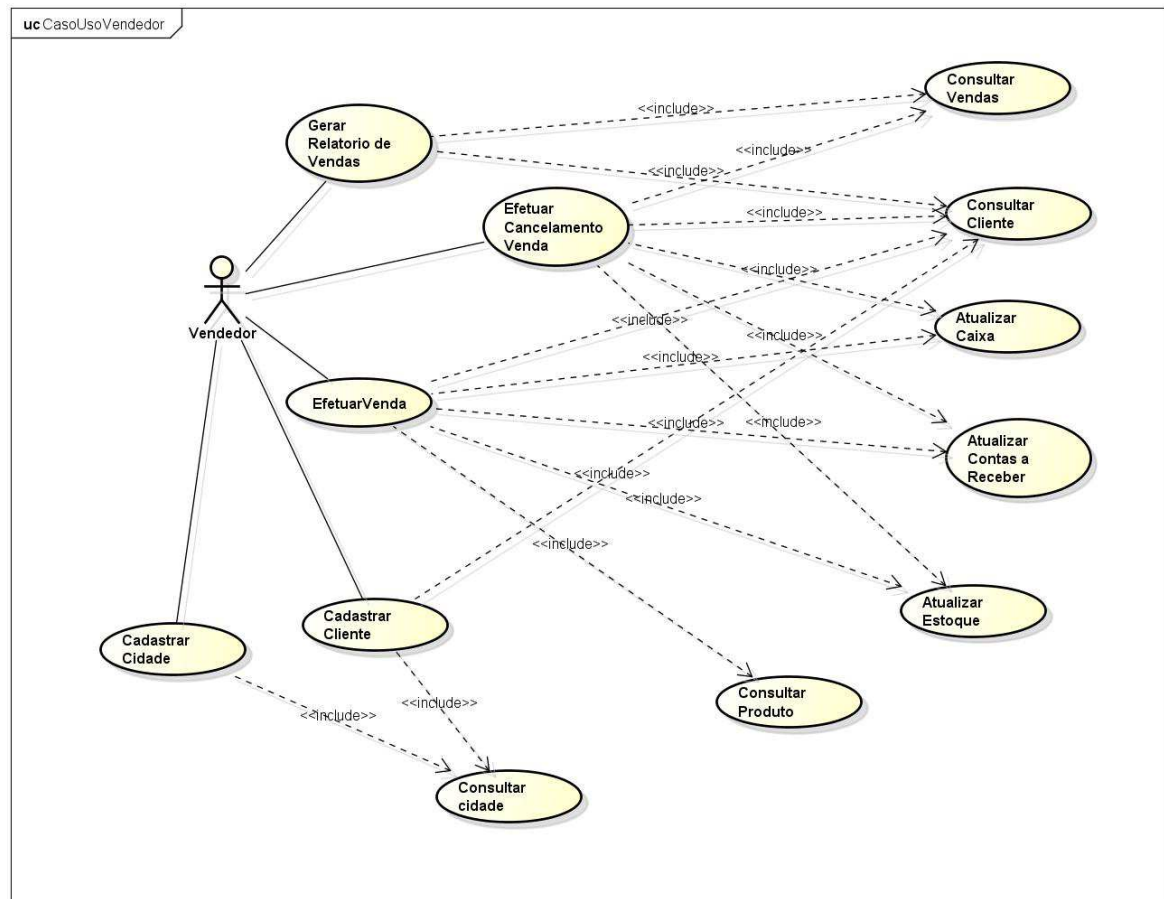 uc CasoUsoVendedor
Consultar
Vendas
<<include>>
Gerar
Relatorio de
Vendas
<<include>>
<<include>>
Efetuar
Cancelamento
Venda
<<include>>
Consultar
Cliente
<<include>>
Vendedor
<<include>>
Atualizar
Caixa
<<include>>
<<include>>
EfetuarVenda
<<include>>
<<include>>
Atualizar
Contas a
Receber
<<include>>
<<include>>
<<include>>
Atualizar
Estoque
Cadastrar
Cliente
Cadastrar
Cidade
Consultar
Produto
<<include>>
<<include>>
Consultar
cidade